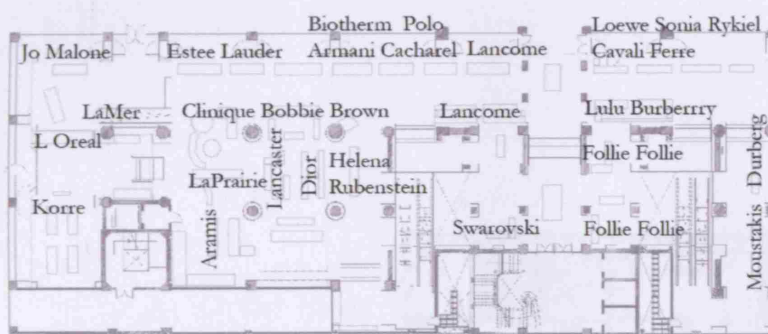 Biotherm Polo
Loewe Sonia Rykiel
Jo Malone
Estee Lauder
Armani Cacharel
Lancome
Cavali Ferre
LaMer
Clinique Bobbie Brown
Lancome
Lulu Burberrry
L Oreal
Lancaster
Dior
Helena
Rubenstein
Follie Follie
Moustakis Durberg
LaPrairie
Korre
Aramis
Swarovski
Follie Follie